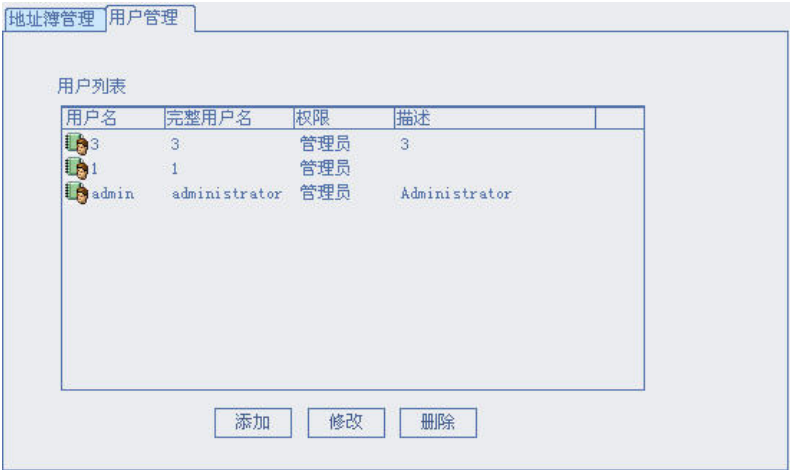 地址簿管理 用户管理
用户列表
用户名 完整用户名 权限 描述
3 3 管理员 3
1 1 管理员
admin administrator 管理员 Administrator
添加 修改 删除